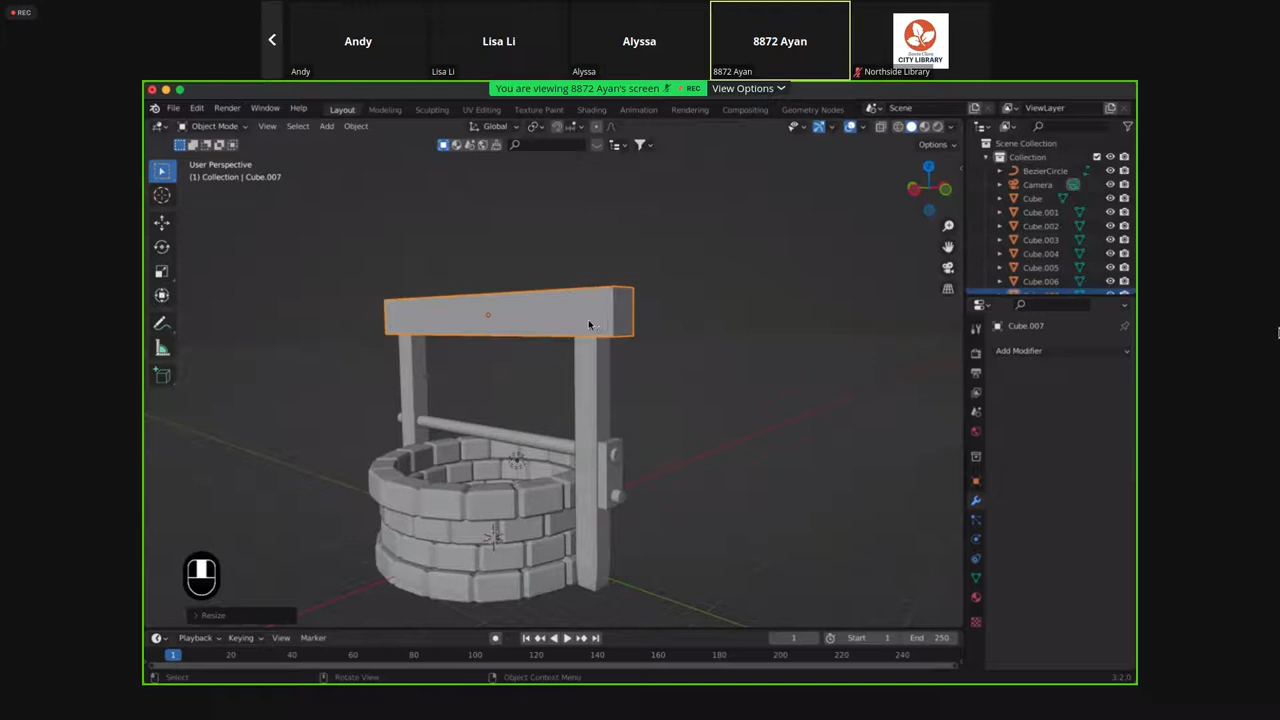 REC
Andy
Lisa Li
Alyssa
8872 Ayan
Santa Clara
CITY LIBRARY
Andy
Lisa Li
Alyssa
8872 Ayan
Northside Library
You are viewing 8872 Ayan's screen
REC
View Options
File Edit Render Window Help
Layout Modeling Sculpting UV Editing Texture Paint Shading Animation Rendering Compositing Geometry Nodes
Scene
ViewLayer
Object Mode View Select Add Object
Global
Options
User Perspective
(1) Collection | Cube.007
Scene Collection
Collection
BezierCircle
Camera
Cube
Cube.001
Cube.002
Cube.003
Cube.004
Cube.005
Cube.006
Cube.007
Add Modifier
Z
Resize
Playback Keying View Marker
1
Start 1
End 250
1 20 40 60 80 100 120 140 160 180 200 220 240
Select
Rotate View
Object Context Menu
3.2.0